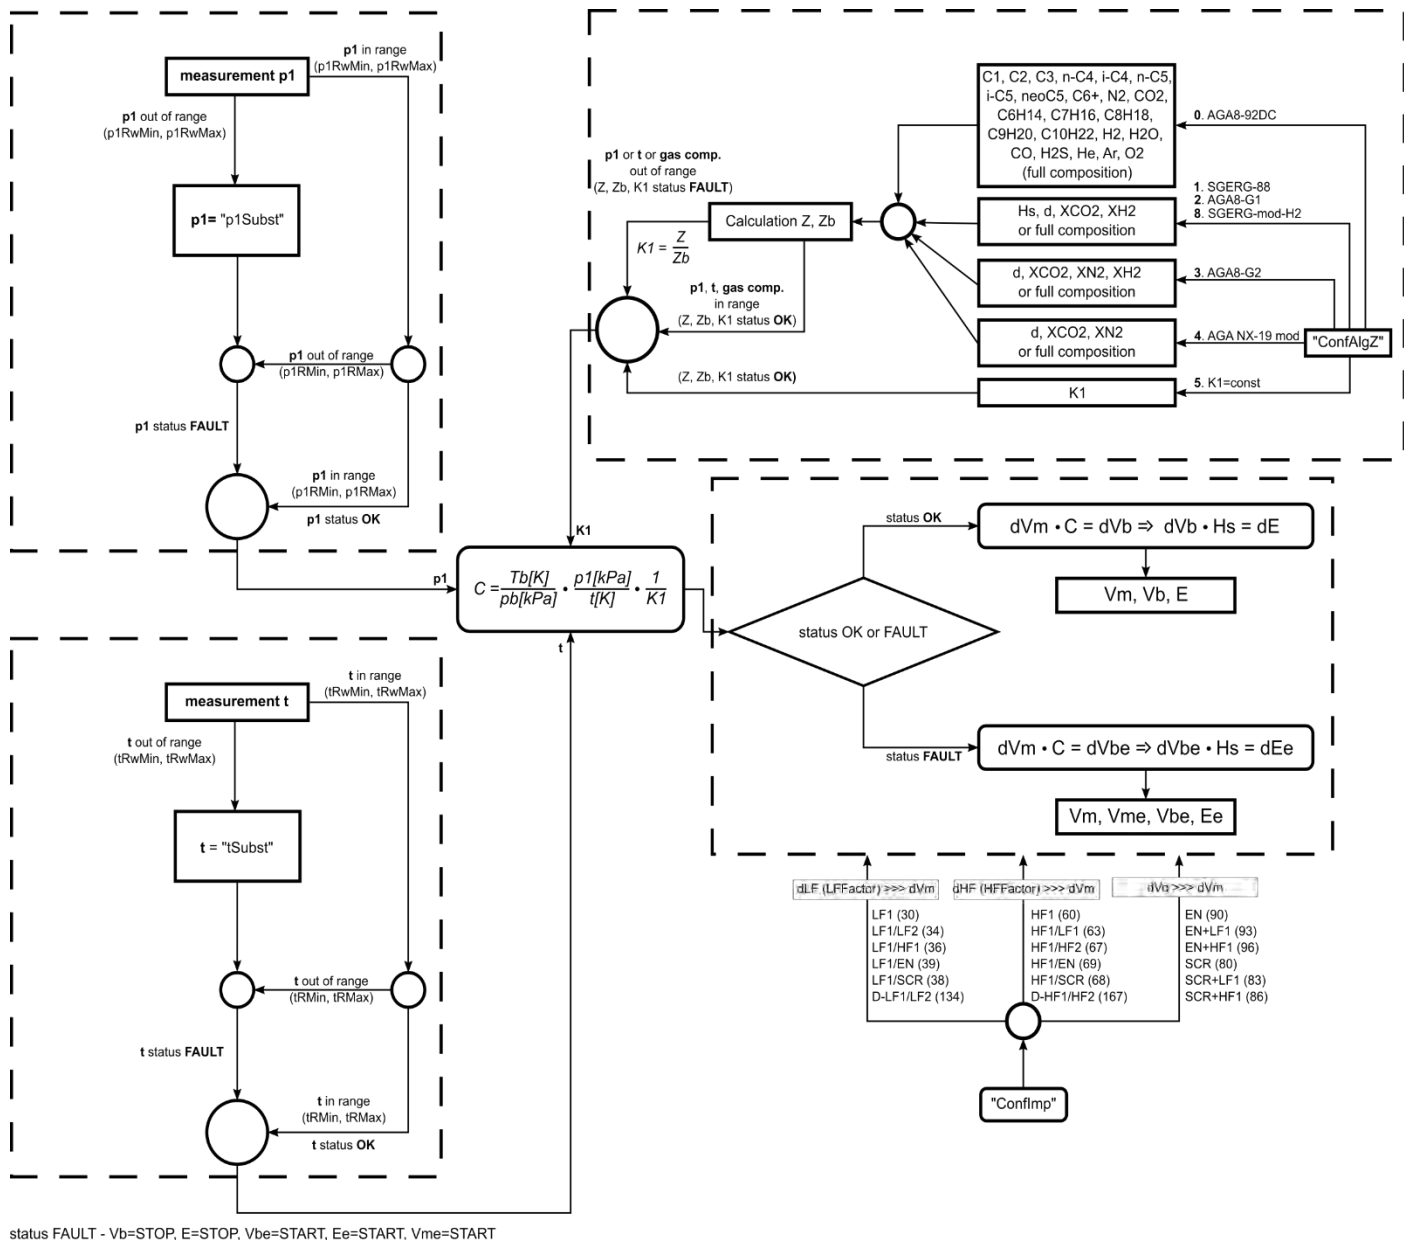 measurement p1
p1 in range
(p1RwMin, p1RwMax)
p1 out of range
(p1RwMin, p1RwMax)
p1= "p1Subst"
p1 out of range
(p1RMin, p1RMax)
p1 status FAULT
p1 in range
(p1RMin, p1RMax)
p1 status OK
p1
C1, C2, C3, n-C4, i-C4, n-C5,
i-C5, neoC5, C6+, N2, CO2,
C6H14, C7H16, C8H18,
C9H20, C10H22, H2, H2O,
CO, H2S, He, Ar, O2
(full composition)
0. AGA8-92DC
p1 or t or gas comp.
out of range
(Z, Zb, K1 status FAULT)
Calculation Z, Zb
K1 = Z/Zb
Hs, d, XCO2, XH2
or full composition
1. SGERG-88
2. AGA8-G1
8. SGERG-mod-H2
p1, t, gas comp.
in range
(Z, Zb, K1 status OK)
d, XCO2, XN2, XH2
or full composition
3. AGA8-G2
d, XCO2, XN2
or full composition
4. AGA NX-19 mod
"ConfAlgZ"
(Z, Zb, K1 status OK)
K1
5. K1=const
K1
C = Tb[K]/pb[kPa] • p1[kPa]/t[K] • 1/K1
t
status OK
dVm • C = dVb ⇒ dVb • Hs = dE
Vm, Vb, E
status OK or FAULT
status FAULT
dVm • C = dVbe ⇒ dVbe • Hs = dEe
Vm, Vme, Vbe, Ee
measurement t
t in range
(tRwMin, tRwMax)
t out of range
(tRwMin, tRwMax)
t = "tSubst"
t out of range
(tRMin, tRMax)
t status FAULT
t in range
(tRMin, tRMax)
t status OK
dLF (LFFactor) >>> dVm
LF1 (30)
LF1/LF2 (34)
LF1/HF1 (36)
LF1/EN (39)
LF1/SCR (38)
D-LF1/LF2 (134)
dHF (HFFactor) >>> dVm
HF1 (60)
HF1/LF1 (63)
HF1/HF2 (67)
HF1/EN (69)
HF1/SCR (68)
D-HF1/HF2 (167)
dVo >>> dVm
EN (90)
EN+LF1 (93)
EN+HF1 (96)
SCR (80)
SCR+LF1 (83)
SCR+HF1 (86)
"ConfImp"
status FAULT - Vb=STOP, E=STOP, Vbe=START, Ee=START, Vme=START